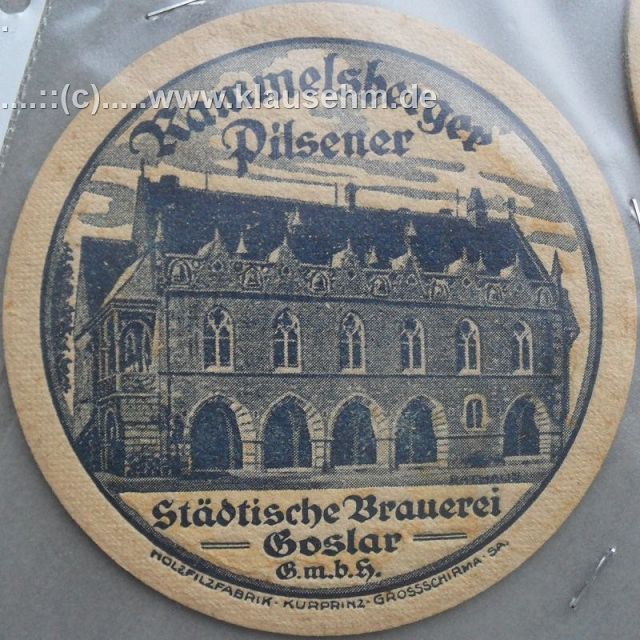 Rammelsberger
.....::(c).....www.klausehm.de
Pilsener
Städtische Brauerei
Goslar
G.m.b.H.
HOLZFILZFABRIK - KURPRINZ - GROSSSCHIRMA - SA.